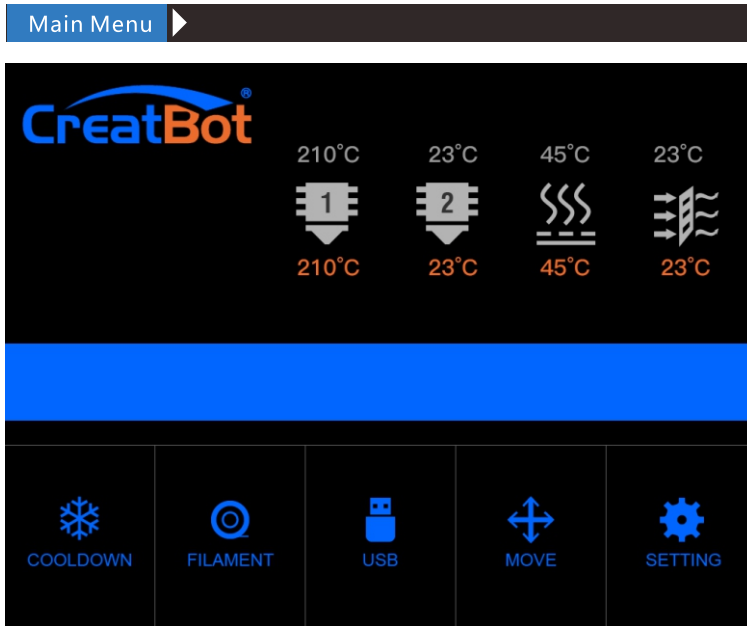 Main Menu
CreatBot®
210°C 23°C 45°C 23°C
1 2
210°C 23°C 45°C 23°C
COOLDOWN FILAMENT USB MOVE SETTING